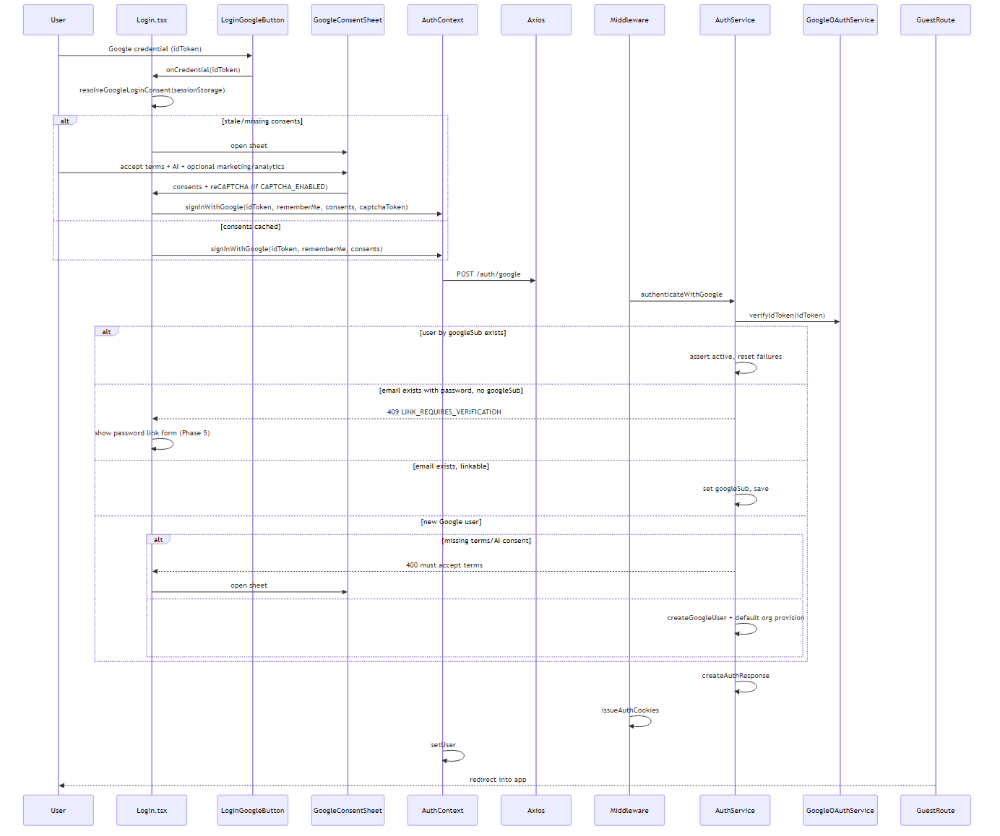 User
Login.tsx
LoginGoogleButton
GoogleConsentSheet
AuthContext
Axios
Middleware
AuthService
GoogleOAuthService
GuestRoute
Google credential (idToken)
onCredential(idToken)
resolveGoogleLoginConsent(sessionStorage)
alt
[stale/missing consents]
open sheet
accept terms + AI + optional marketing/analytics
consents + reCAPTCHA (if CAPTCHA_ENABLED)
signInWithGoogle(idToken, rememberMe, consents, captchaToken)
[consents cached]
signInWithGoogle(idToken, rememberMe, consents)
POST /auth/google
authenticateWithGoogle
verifyIdToken(idToken)
alt
[user by googleSub exists]
assert active, reset failures
[email exists with password, no googleSub]
409 LINK_REQUIRES_VERIFICATION
show password link form (Phase 5)
[email exists, linkable]
set googleSub, save
[new Google user]
alt
[missing terms/AI consent]
400 must accept terms
open sheet
createGoogleUser + default org provision
createAuthResponse
issueAuthCookies
setUser
redirect into app
User
Login.tsx
LoginGoogleButton
GoogleConsentSheet
AuthContext
Axios
Middleware
AuthService
GoogleOAuthService
GuestRoute